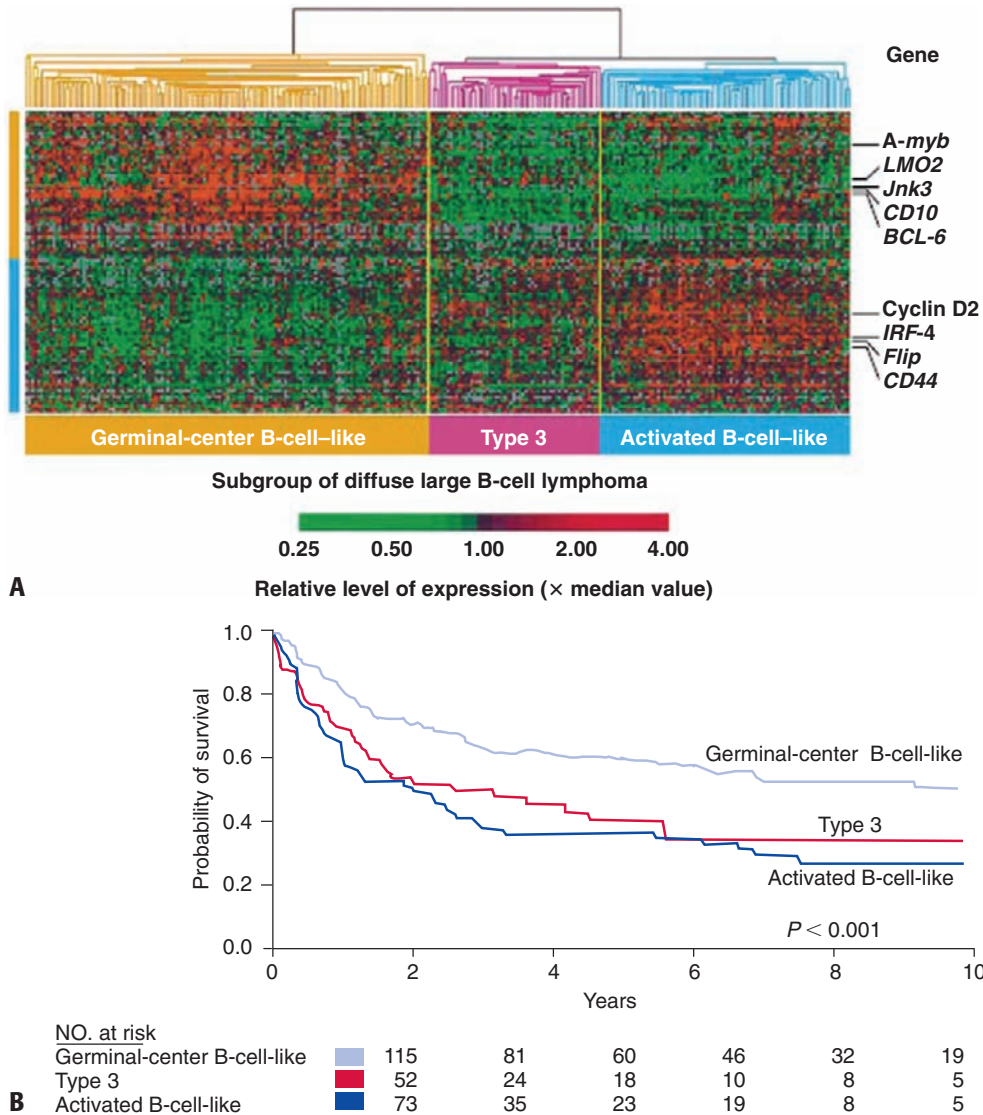 Gene
A-myb
LMO2
Jnk3
CD10
BCL-6
Cyclin D2
IRF-4
Flip
CD44
Germinal-center B-cell–like Type 3 Activated B-cell–like
Subgroup of diffuse large B-cell lymphoma
0.25 0.50 1.00 2.00 4.00
A Relative level of expression (× median value)
1.0
0.8
0.6
0.4
0.2
0.0
Probability of survival
Germinal-center B-cell-like
Type 3
Activated B-cell-like
P < 0.001
0 2 4 6 8 10
Years
NO. at risk
Germinal-center B-cell-like 115 81 60 46 32 19
Type 3 52 24 18 10 8 5
B Activated B-cell-like 73 35 23 19 8 5